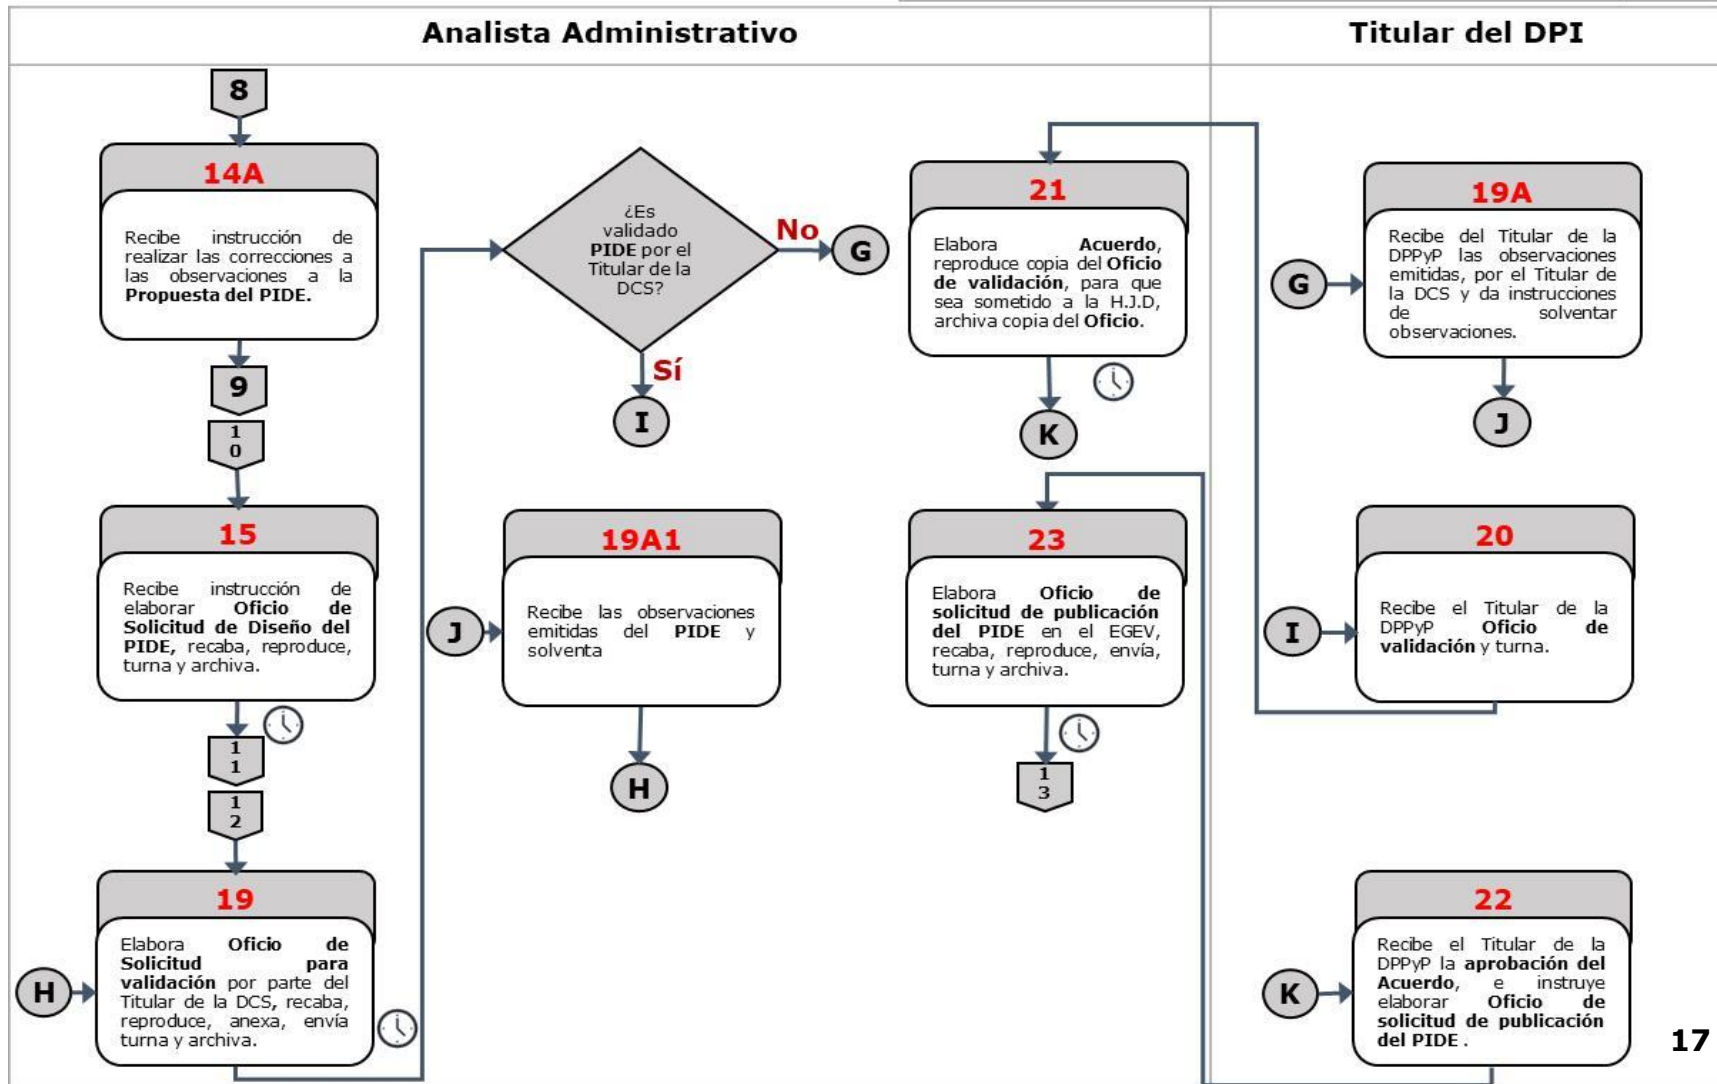 Analista Administrativo
Titular del DPI
8
14A
Recibe instrucción de
realizar las correcciones a
las observaciones a la
Propuesta del PIDE.
9
1
0
15
Recibe instrucción de
elaborar Oficio de
Solicitud de Diseño del
PIDE, recaba, reproduce,
turna y archiva.
1
1
1
2
19
H
Elabora Oficio de
Solicitud para
validación por parte del
Titular de la DCS, recaba,
reproduce, anexa, envía
turna y archiva.
¿Es
validado
PIDE por el
Titular de la
DCS?
No
G
Sí
I
19A1
J
Recibe las observaciones
emitidas del PIDE y
solventa
H
21
Elabora Acuerdo,
reproduce copia del Oficio
de validación, para que
sea sometido a la H.J.D,
archiva copia del Oficio.
K
23
Elabora Oficio de
solicitud de publicación
del PIDE en el EGEV,
recaba, reproduce, envía,
turna y archiva.
1
3
19A
G
Recibe del Titular de la
DPPyP las observaciones
emitidas, por el Titular de
la DCS y da instrucciones
de solventar
observaciones.
J
20
I
Recibe el Titular de la
DPPyP Oficio de
validación y turna.
22
K
Recibe el Titular de la
DPPyP la aprobación del
Acuerdo, e instruye
elaborar Oficio de
solicitud de publicación
del PIDE .
17